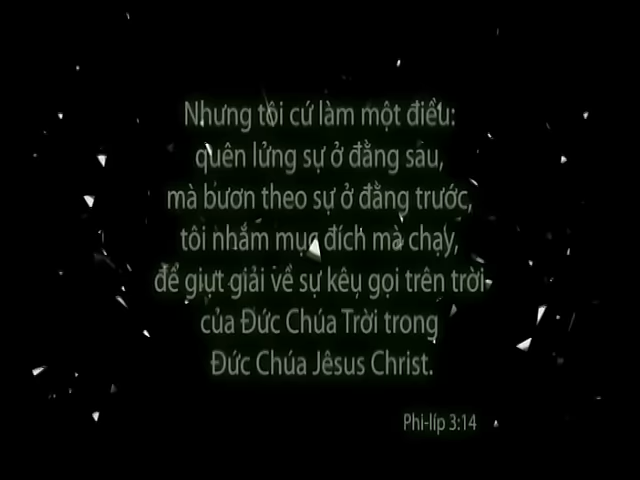 Nhưng tôi cứ làm một điều:
quên lửng sự ở đằng sau,
mà bươn theo sự ở đằng trước,
tôi nhắm mục đích mà chạy,
để giựt giải về sự kêu gọi trên trời
của Đức Chúa Trời trong
Đức Chúa Jêsus Christ.
Phi-líp 3:14